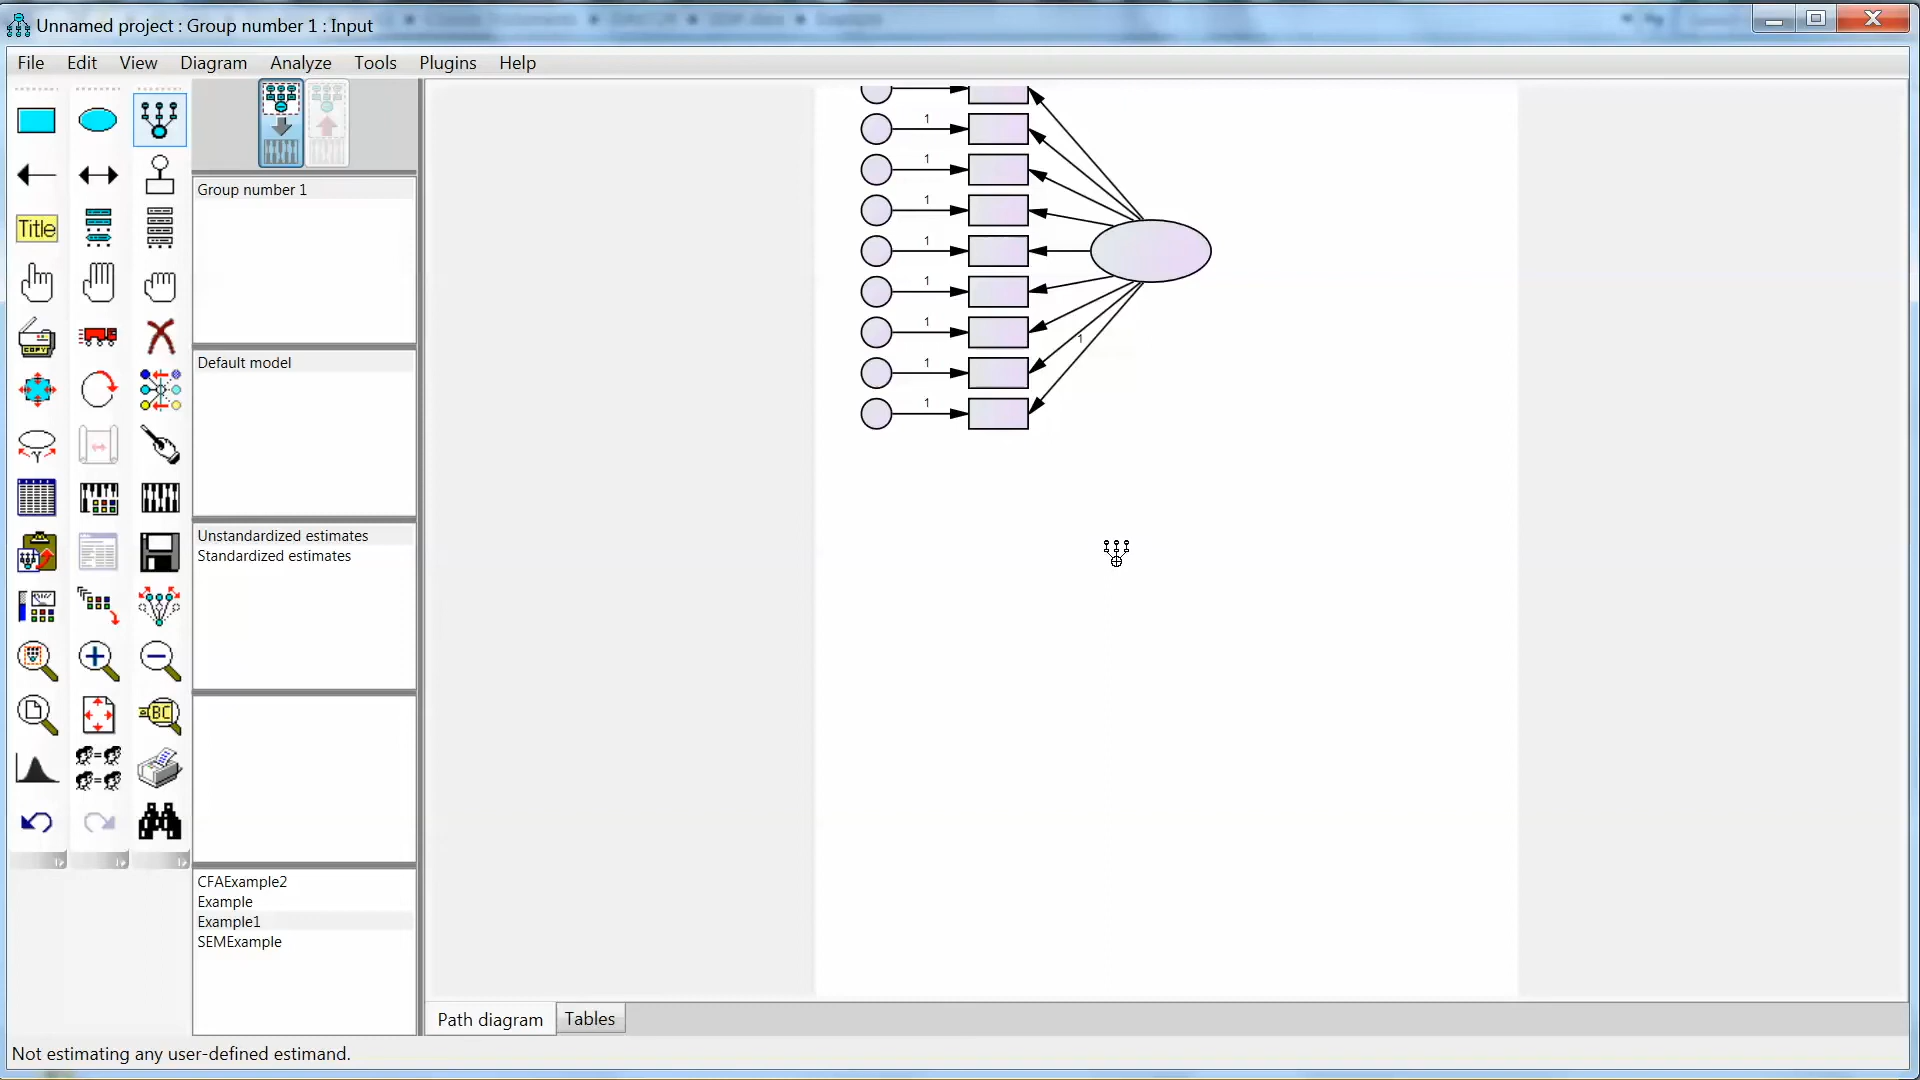 Unnamed project : Group number 1 : Input
File Edit View Diagram Analyze Tools Plugins Help
Title
COPY
BC
Group number 1
Default model
Unstandardized estimates
Standardized estimates
CFAExample2
Example
Example1
SEMExample
1
1
1
1
1
1
1
1
1
Path diagram Tables
Not estimating any user-defined estimand.